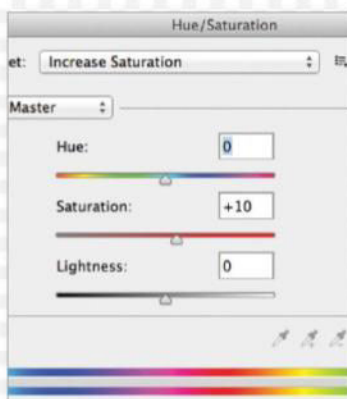 Hue/Saturation
et: Increase Saturation
Master
Hue: 0
Saturation: +10
Lightness: 0